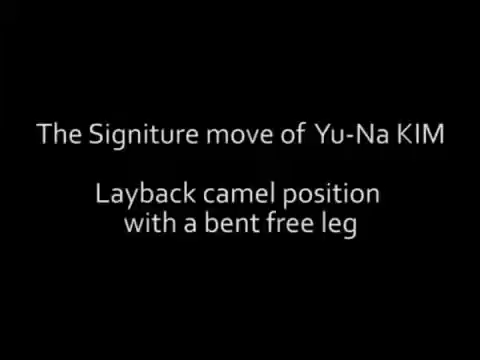 The Signiture move of Yu-Na KIM
Layback camel position
with a bent free leg